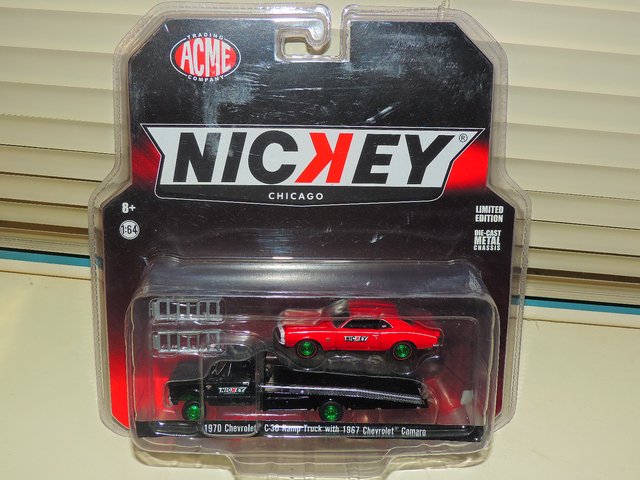 TRADING
ACME
COMPANY
NICKEY®
CHICAGO
8+
1:64
LIMITED
EDITION
DIE-CAST
METAL
CHASSIS
NICKEY
NICKEY
1970 Chevrolet® C-30 Ramp Truck with 1967 Chevrolet® Camaro